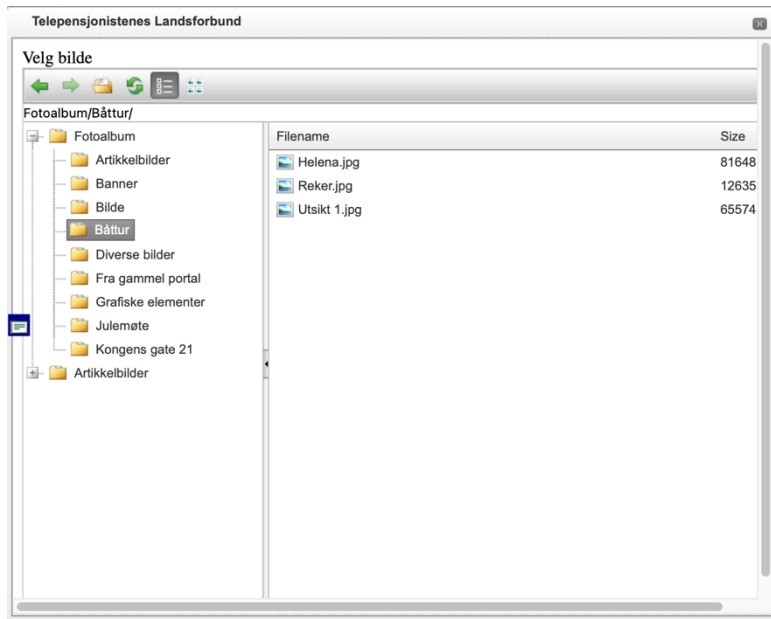 Telepensjonistenes Landsforbund
Velg bilde
Fotoalbum/Båttur/
Fotoalbum
Artikkelbilder
Banner
Bilde
Båttur
Diverse bilder
Fra gammel portal
Grafiske elementer
Julemøte
Kongens gate 21
Artikkelbilder
Filename Size
Helena.jpg 81648
Reker.jpg 12635
Utsikt 1.jpg 65574